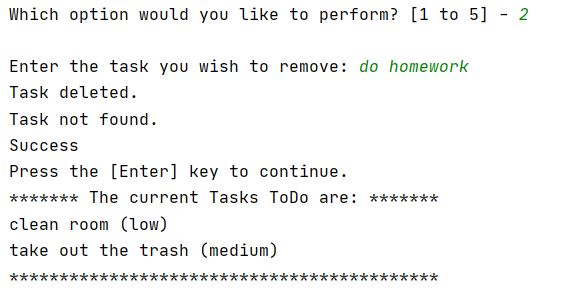 Which option would you like to perform? [1 to 5] - 2
Enter the task you wish to remove: do homework
Task deleted.
Task not found.
Success
Press the [Enter] key to continue.
******* The current Tasks ToDo are: *******
clean room (low)
take out the trash (medium)
*******************************************